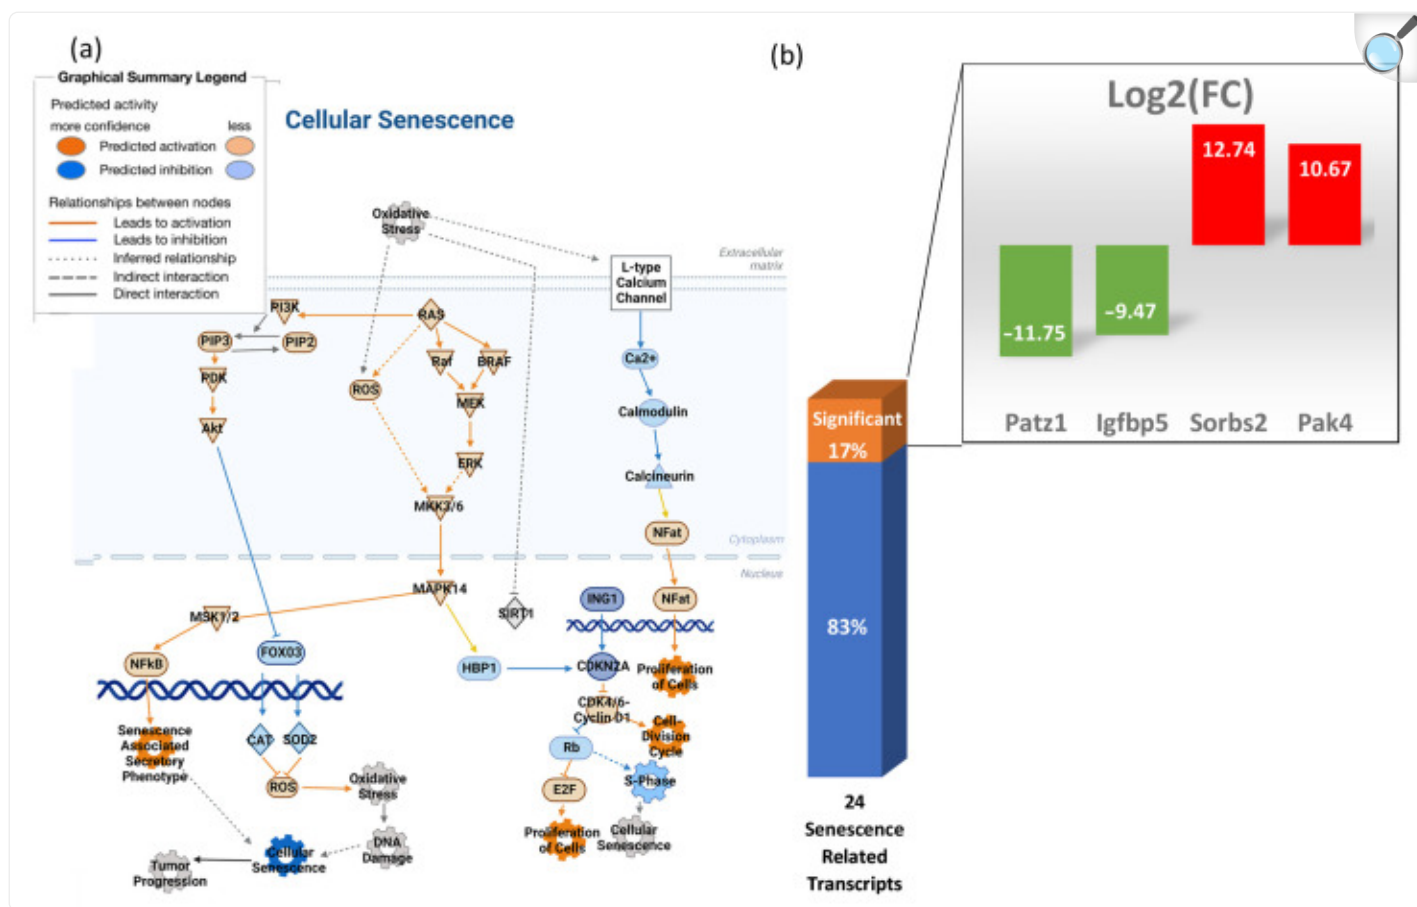 (a)
Graphical Summary Legend
Predicted activity
more confidence less
Predicted activation
Predicted inhibition
Relationships between nodes
Leads to activation
Leads to inhibition
Inferred relationship
Indirect interaction
Direct interaction
Cellular Senescence
Oxidative
Stress
Extracellular
matrix
L-type
Calcium
Channel
PI3K
RAS
PIP3
PIP2
Raf
BRAF
Ca2+
PDK
ROS
MEK
Calmodulin
Akt
ERK
Calcineurin
MKK3/6
NFat
Cytoplasm
Nucleus
MAPK14
SIRT1
ING1
NFat
MSK1/2
FOX03
NFkB
HBP1
CDKN2A
Proliferation
of Cells
CDK4/6-
Cyclin D1
Senescence
Associated
Secretory
Phenotype
CAT
SOD2
Cell-
Division
Cycle
Rb
S-Phase
ROS
Oxidative
Stress
E2F
Proliferation
of Cells
Cellular
Senescence
DNA
Damage
Cellular
Senescence
Tumor
Progression
(b)
Log2(FC)
12.74
10.67
−11.75
−9.47
Patz1 Igfbp5 Sorbs2 Pak4
Significant
17%
83%
24
Senescence
Related
Transcripts